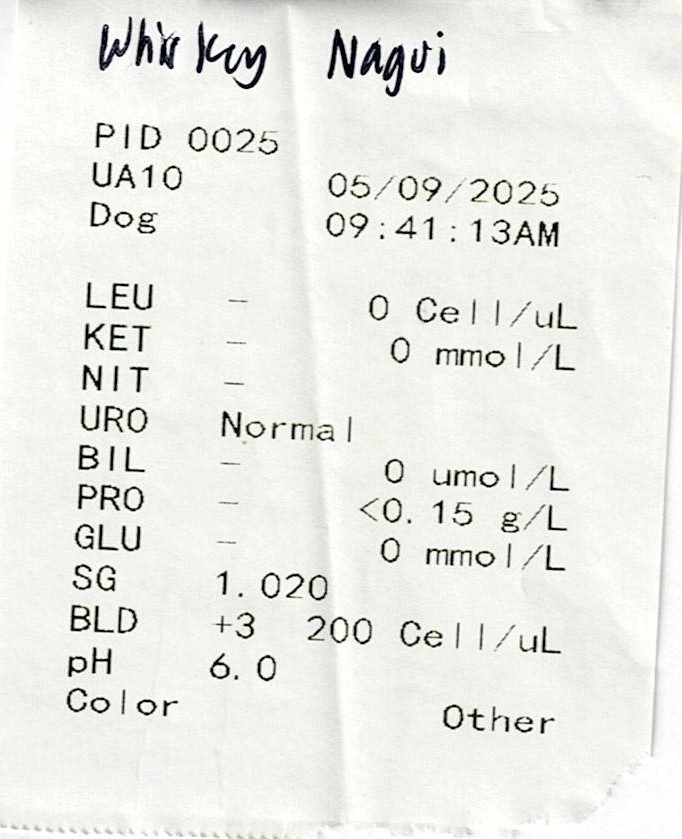 Whiskey Nagui
PID 0025
UA10 05/09/2025
Dog 09:41:13AM
LEU - 0 Cell/uL
KET - 0 mmol/L
NIT -
URO Normal
BIL - 0 umol/L
PRO - <0.15 g/L
GLU - 0 mmol/L
SG 1.020
BLD +3 200 Cell/uL
pH 6.0
Color Other